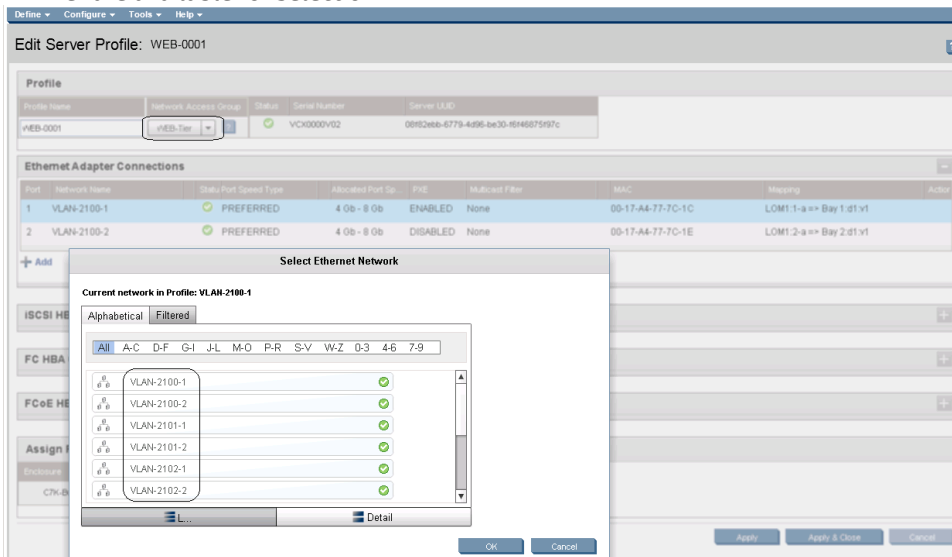 Define Configure Tools Help
Edit Server Profile: WEB-0001
Profile
Profile Name Network Access Group Status Serial Number Server UUID
WEB-0001 WEB-Tier... VCX0000V02
Ethernet Adapter Connections
Port Network Name Status Port Speed Type Allocated Port Sp... PXE Multicast Filter MAC Mapping Action
1 VLAN-2100-1 PREFERRED 4 Gb - 8 Gb ENABLED None 00-17-A4-77-7C-1C LOM1:1-a => Bay 1:d1:v1
2 VLAN-2100-2 PREFERRED 4 Gb - 8 Gb DISABLED None 00-17-A4-77-7C-1E LOM1:2-a => Bay 2:d1:v1
Add
Select Ethernet Network
Current network in Profile: VLAN-2100-1
Alphabetical Filtered
All A-C D-F G-I J-L M-O P-R S-V W-Z 0-3 4-6 7-9
VLAN-2100-1
VLAN-2100-2
VLAN-2101-1
VLAN-2101-2
VLAN-2102-1
VLAN-2102-2
L... Detail
OK Cancel
iSCSI HB
FC HBA
FCoE HB
Assign
Enclosure
Apply Apply & Close Cancel